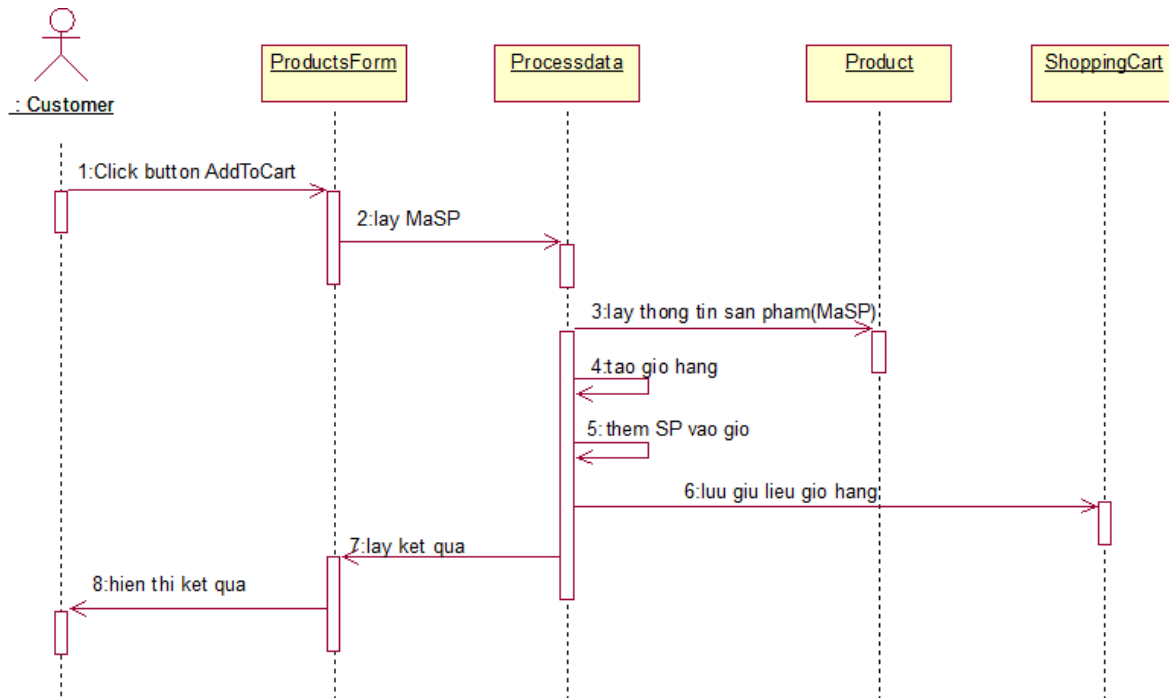 ProductsForm
Processdata
Product
ShoppingCart
_: Customer
1:Click button AddToCart
2:lay MaSP
3:lay thong tin san pham(MaSP)
4:tao gio hang
5: them SP vao gio
6:luu giu lieu gio hang
7:lay ket qua
8:hien thi ket qua